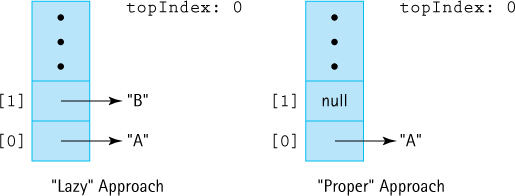 topIndex: 0
[1]
"B"
[0]
"A"
"Lazy" Approach
topIndex: 0
[1]
null
[0]
"A"
"Proper" Approach